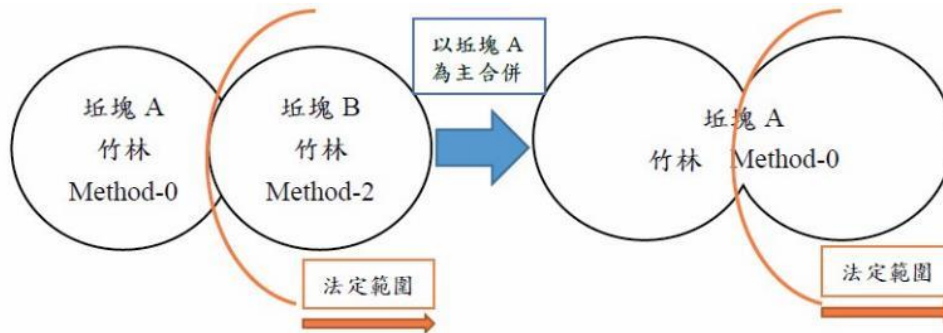 坵塊 A
竹林
Method-0
坵塊 B
竹林
Method-2
以坵塊 A
為主合併
坵塊 A
竹林 Method-0
法定範圍
法定範圍